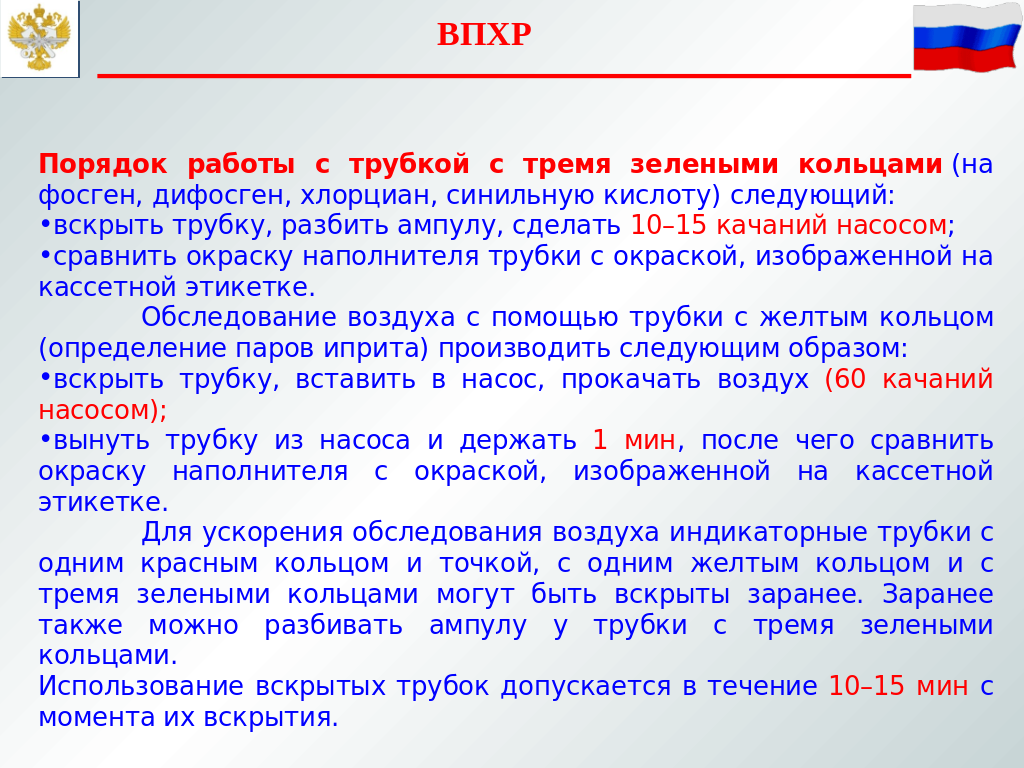 ВПХР
Порядок работы с трубкой с тремя зелеными кольцами (на
фосген, дифосген, хлорциан, синильную кислоту) следующий:
•вскрыть трубку, разбить ампулу, сделать 10–15 качаний насосом;
•сравнить окраску наполнителя трубки с окраской, изображенной на
кассетной этикетке.
Обследование воздуха с помощью трубки с желтым кольцом
(определение паров иприта) производить следующим образом:
•вскрыть трубку, вставить в насос, прокачать воздух (60 качаний
насосом);
•вынуть трубку из насоса и держать 1 мин, после чего сравнить
окраску наполнителя с окраской, изображенной на кассетной
этикетке.
Для ускорения обследования воздуха индикаторные трубки с
одним красным кольцом и точкой, с одним желтым кольцом и с
тремя зелеными кольцами могут быть вскрыты заранее. Заранее
также можно разбивать ампулу у трубки с тремя зелеными
кольцами.
Использование вскрытых трубок допускается в течение 10–15 мин с
момента их вскрытия.